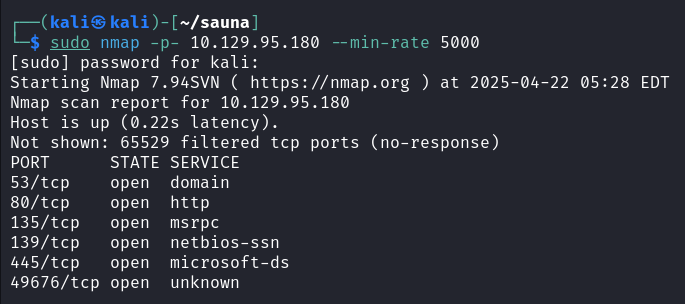 ┌──(kali㉿kali)-[~/sauna]
└─$ sudo nmap -p- 10.129.95.180 --min-rate 5000
[sudo] password for kali:
Starting Nmap 7.94SVN ( https://nmap.org ) at 2025-04-22 05:28 EDT
Nmap scan report for 10.129.95.180
Host is up (0.22s latency).
Not shown: 65529 filtered tcp ports (no-response)
PORT      STATE SERVICE
53/tcp    open  domain
80/tcp    open  http
135/tcp   open  msrpc
139/tcp   open  netbios-ssn
445/tcp   open  microsoft-ds
49676/tcp open  unknown